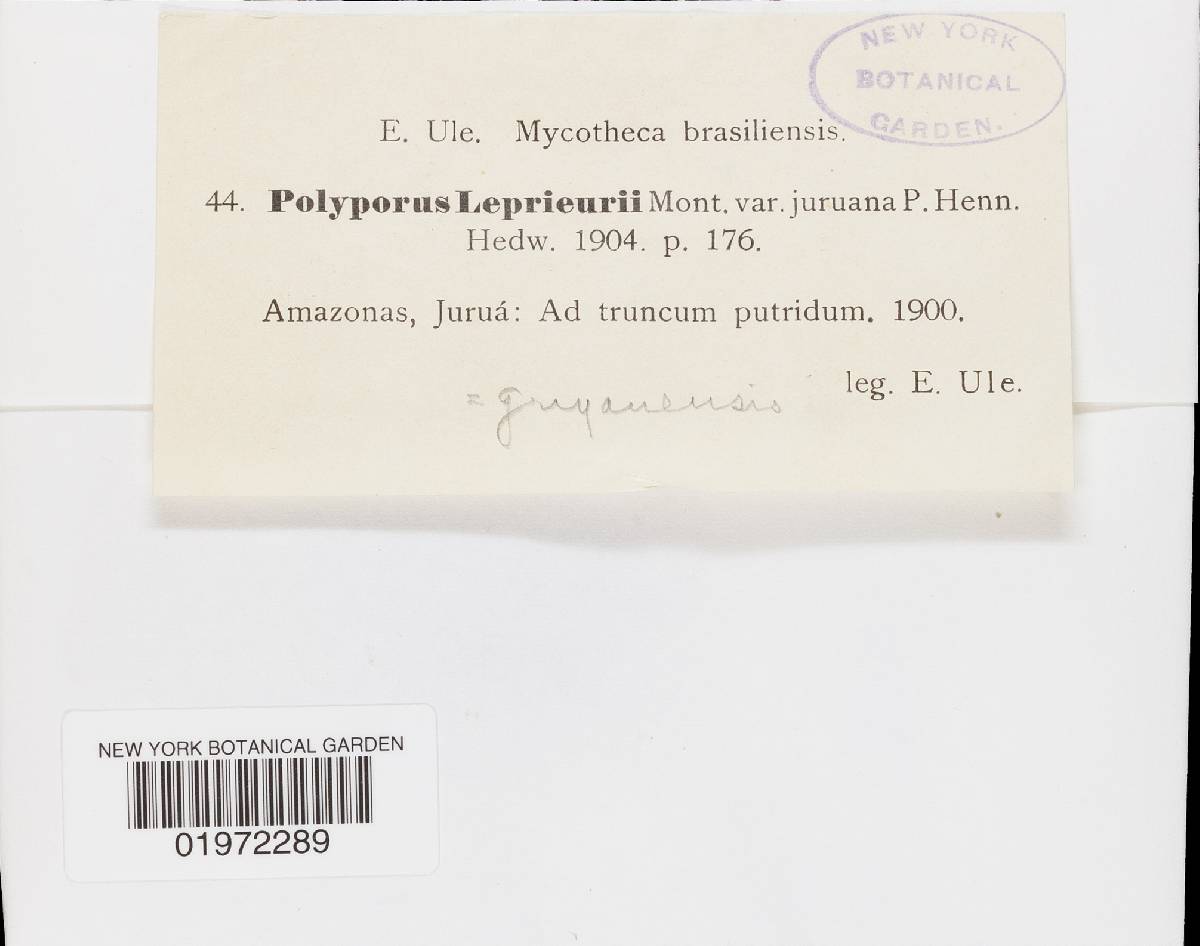 NEW YORK
BOTANICAL
GARDEN.
E. Ule. Mycotheca brasiliensis.
44. Polyporus Leprieurii Mont. var. juruana P. Henn.
Hedw. 1904. p. 176.
Amazonas, Juruá: Ad truncum putridum. 1900.
leg. E. Ule.
= guyanensis
NEW YORK BOTANICAL GARDEN
01972289